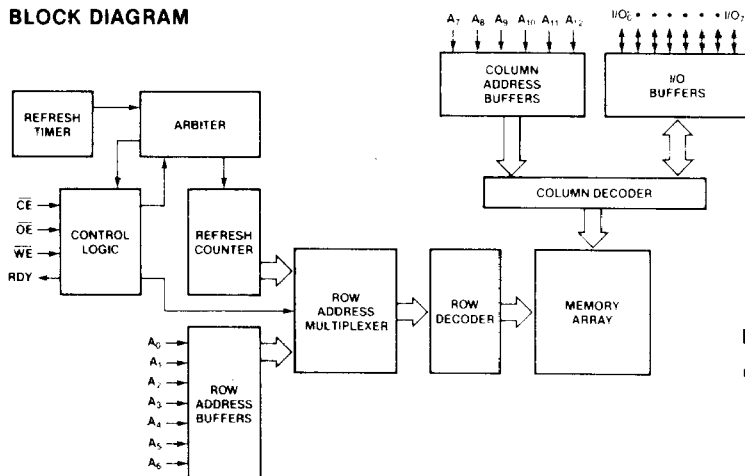 BLOCK DIAGRAM
A7 A8 A9 A10 A11 A12
I/O0 • • • • • • I/O7
COLUMN
ADDRESS
BUFFERS
I/O
BUFFERS
REFRESH
TIMER
ARBITER
COLUMN DECODER
CE
OE
WE
RDY
CONTROL
LOGIC
REFRESH
COUNTER
ROW
ADDRESS
MULTIPLEXER
ROW
DECODER
MEMORY
ARRAY
A0
A1
A2
A3
A4
A5
A6
ROW
ADDRESS
BUFFERS